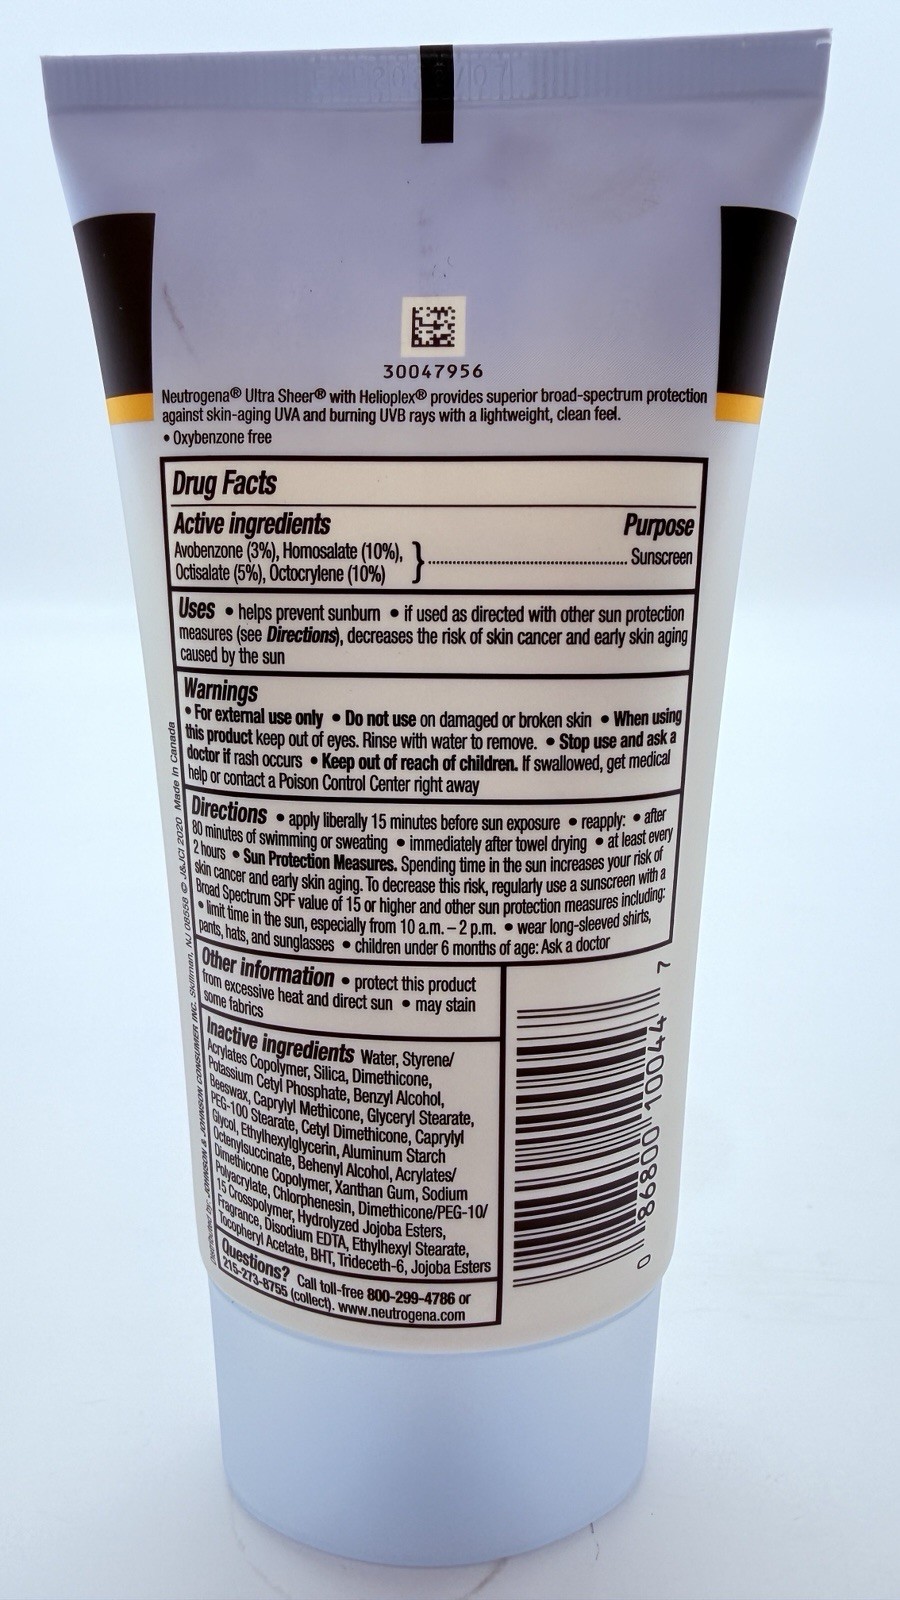 30047956
Neutrogena® Ultra Sheer® with Helioplex® provides superior broad-spectrum protection
against skin-aging UVA and burning UVB rays with a lightweight, clean feel.
• Oxybenzone free
Drug Facts
Active ingredients Purpose
Avobenzone (3%), Homosalate (10%),
Octisalate (5%), Octocrylene (10%) } Sunscreen
Uses • helps prevent sunburn • if used as directed with other sun protection
measures (see Directions), decreases the risk of skin cancer and early skin aging
caused by the sun
Warnings
• For external use only • Do not use on damaged or broken skin • When using
this product keep out of eyes. Rinse with water to remove. • Stop use and ask a
doctor if rash occurs • Keep out of reach of children. If swallowed, get medical
help or contact a Poison Control Center right away
Directions • apply liberally 15 minutes before sun exposure • reapply: • after
80 minutes of swimming or sweating • immediately after towel drying • at least every
2 hours • Sun Protection Measures. Spending time in the sun increases your risk of
skin cancer and early skin aging. To decrease this risk, regularly use a sunscreen with a
Broad Spectrum SPF value of 15 or higher and other sun protection measures including:
• limit time in the sun, especially from 10 a.m. – 2 p.m. • wear long-sleeved shirts,
pants, hats, and sunglasses • children under 6 months of age: Ask a doctor
Other information • protect this product
from excessive heat and direct sun • may stain
some fabrics
Inactive ingredients Water, Styrene/
Acrylates Copolymer, Silica, Dimethicone,
Potassium Cetyl Phosphate, Benzyl Alcohol,
Beeswax, Caprylyl Methicone, Glyceryl Stearate,
PEG-100 Stearate, Cetyl Dimethicone, Caprylyl
Glycol, Ethylhexylglycerin, Aluminum Starch
Octenylsuccinate, Behenyl Alcohol, Acrylates/
Dimethicone Copolymer, Xanthan Gum, Sodium
Polyacrylate, Chlorphenesin, Dimethicone/PEG-10/
15 Crosspolymer, Hydrolyzed Jojoba Esters,
Fragrance, Disodium EDTA, Ethylhexyl Stearate,
Tocopheryl Acetate, BHT, Trideceth-6, Jojoba Esters
Questions? Call toll-free 800-299-4786 or
215-273-8755 (collect). www.neutrogena.com
Distributed by: JOHNSON & JOHNSON CONSUMER INC. Skillman, NJ 08558 © J&JCI 2020 Made in Canada
0 86800 10044 7